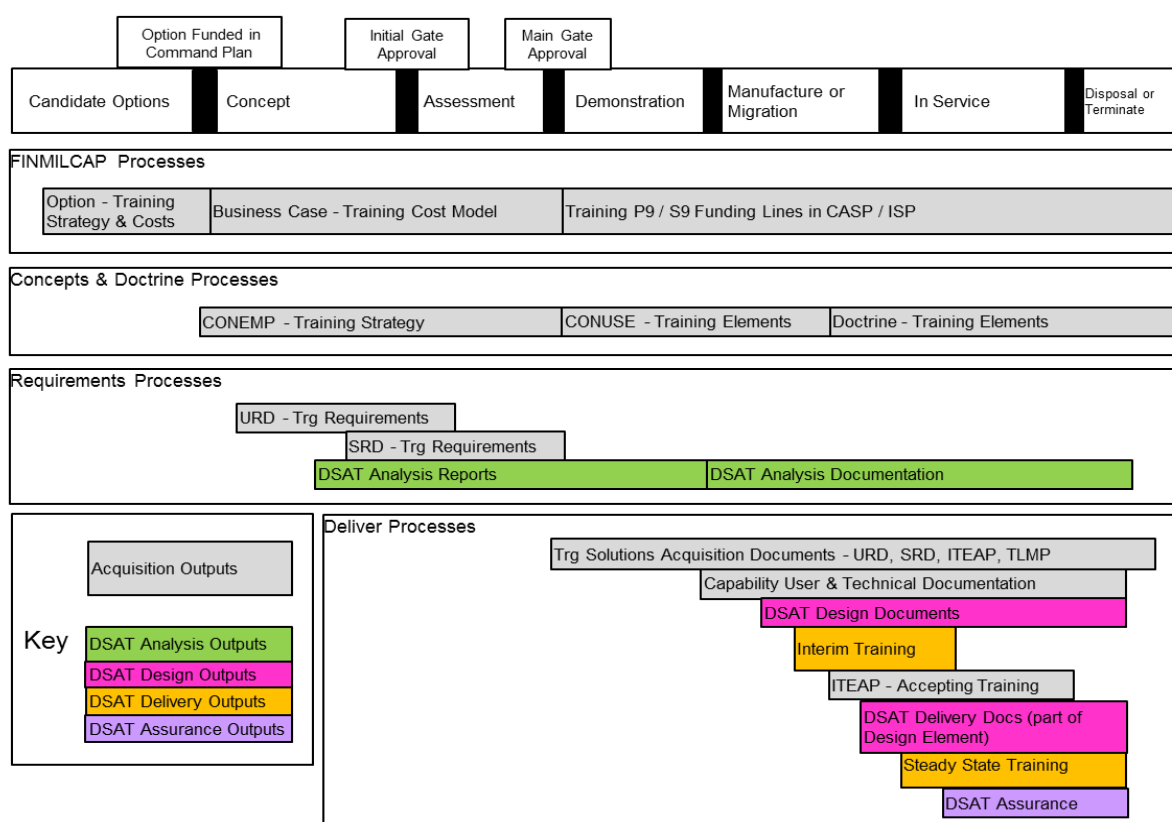 Option Funded in
Command Plan
Initial Gate
Approval
Main Gate
Approval
Candidate Options
Concept
Assessment
Demonstration
Manufacture or
Migration
In Service
Disposal or
Terminate
FINMILCAP Processes
Option - Training
Strategy & Costs
Business Case - Training Cost Model
Training P9 / S9 Funding Lines in CASP / ISP
Concepts & Doctrine Processes
CONEMP - Training Strategy
CONUSE - Training Elements
Doctrine - Training Elements
Requirements Processes
URD - Trg Requirements
SRD - Trg Requirements
DSAT Analysis Reports
DSAT Analysis Documentation
Key
Acquisition Outputs
DSAT Analysis Outputs
DSAT Design Outputs
DSAT Delivery Outputs
DSAT Assurance Outputs
Deliver Processes
Trg Solutions Acquisition Documents - URD, SRD, ITEAP, TLMP
Capability User & Technical Documentation
DSAT Design Documents
Interim Training
ITEAP - Accepting Training
DSAT Delivery Docs (part of
Design Element)
Steady State Training
DSAT Assurance